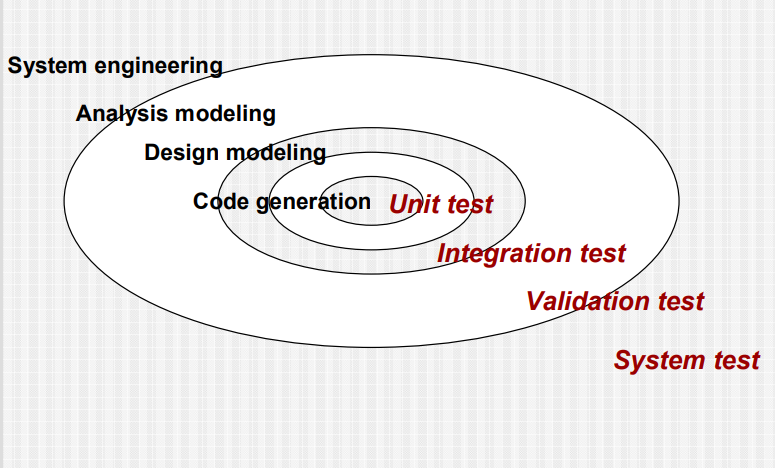 System engineering
Analysis modeling
Design modeling
Code generation
Unit test
Integration test
Validation test
System test